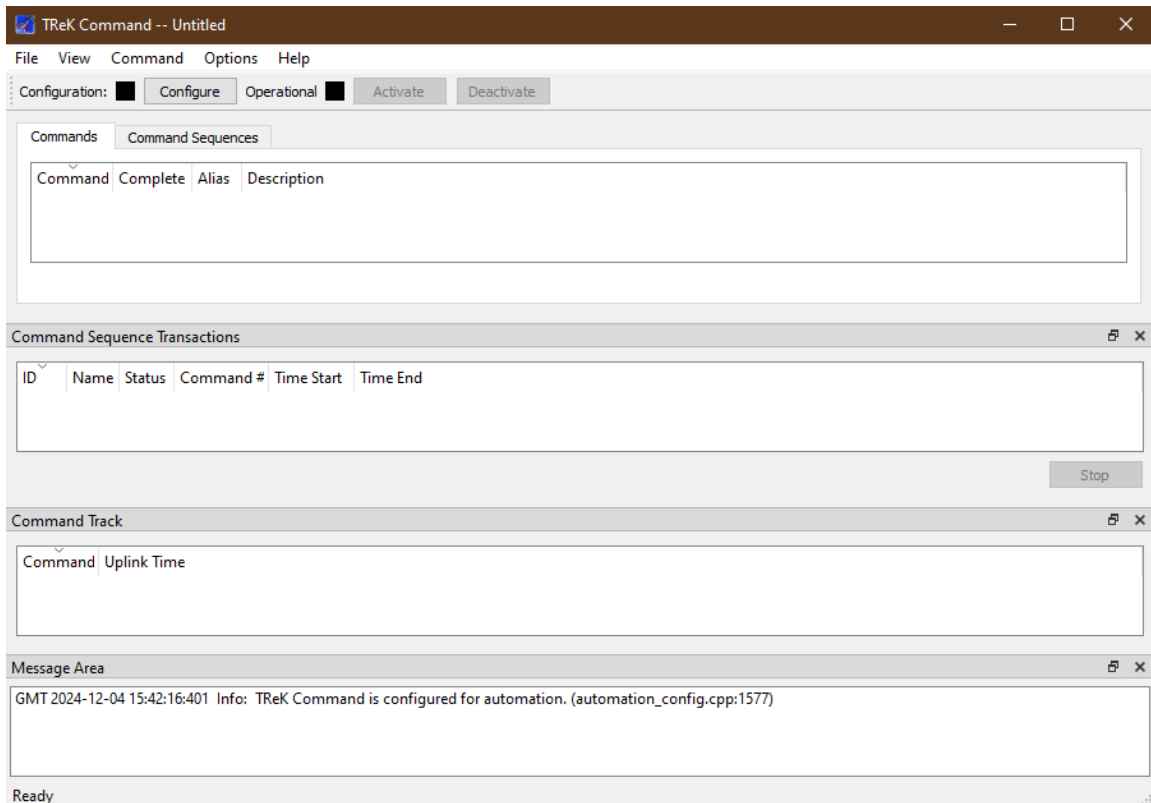 TReK Command -- Untitled
File View Command Options Help
Configuration: Configure Operational Activate Deactivate
Commands Command Sequences
Command Complete Alias Description
Command Sequence Transactions
ID Name Status Command # Time Start Time End
Stop
Command Track
Command Uplink Time
Message Area
GMT 2024-12-04 15:42:16:401 Info: TReK Command is configured for automation. (automation_config.cpp:1577)
Ready